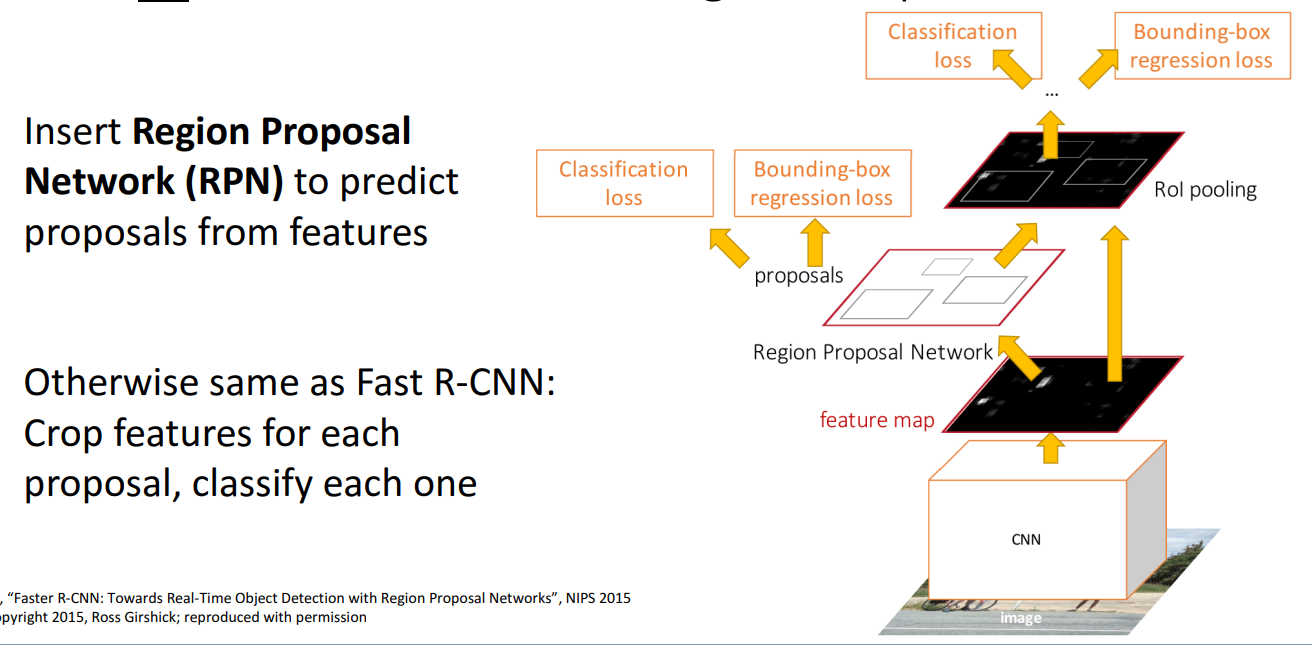 Insert Region Proposal
Network (RPN) to predict
proposals from features
Otherwise same as Fast R-CNN:
Crop features for each
proposal, classify each one
Classification
loss
Bounding-box
regression loss
...
Classification
loss
Bounding-box
regression loss
RoI pooling
proposals
Region Proposal Network
feature map
CNN
image
, “Faster R-CNN: Towards Real-Time Object Detection with Region Proposal Networks”, NIPS 2015
2015, Ross Girshick; reproduced with permission